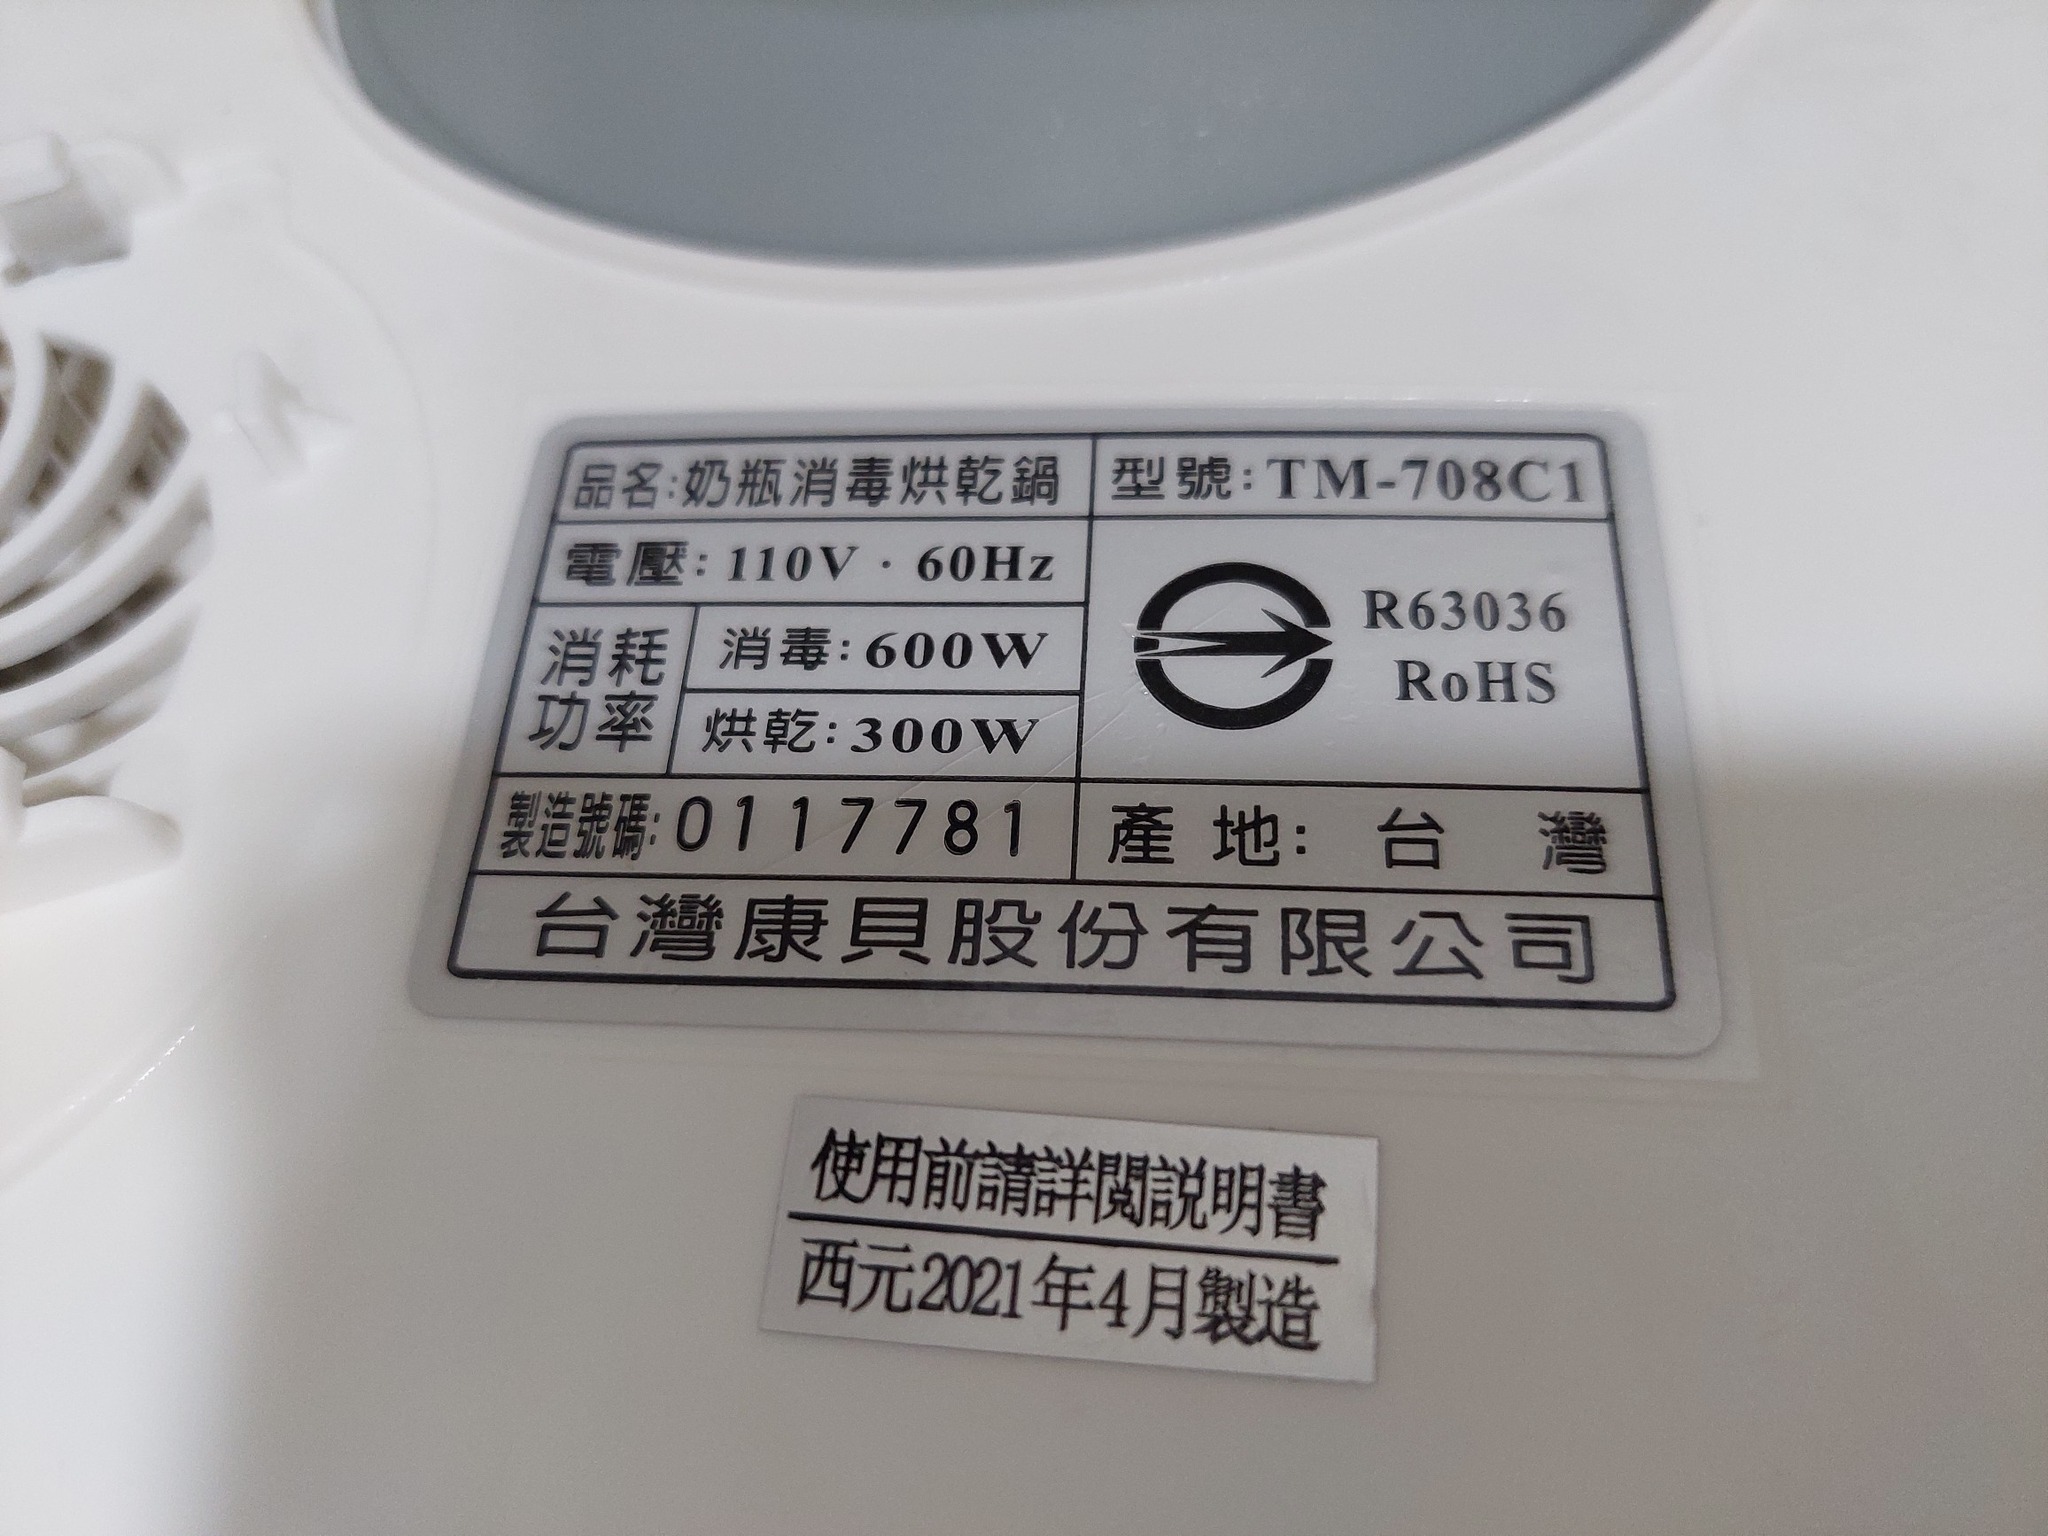 品名:奶瓶消毒烘乾鍋
型號:TM-708C1
電壓:110V·60Hz
消耗
功率
消毒:600W
烘乾:300W
R63036
RoHS
製造號碼:0117781
產地:台灣
台灣康貝股份有限公司
使用前請詳閱説明書
西元2021年4月製造